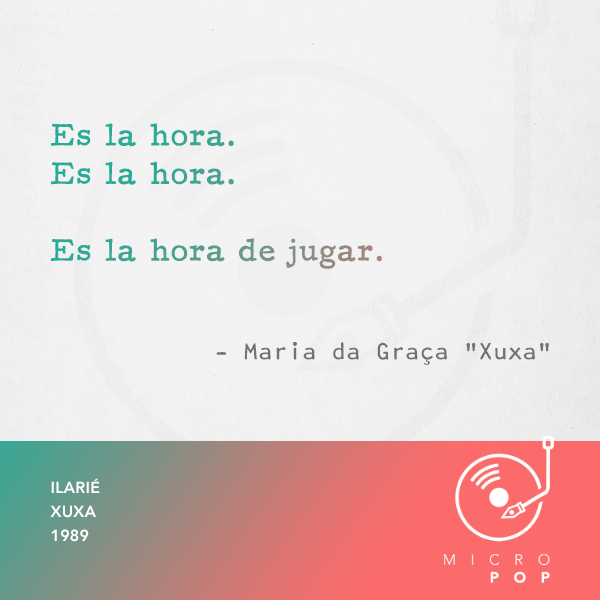 Es la hora.
Es la hora.
Es la hora de jugar.
- Maria da Graça "Xuxa"
ILARIÉ
XUXA
1989
MICRO
POP